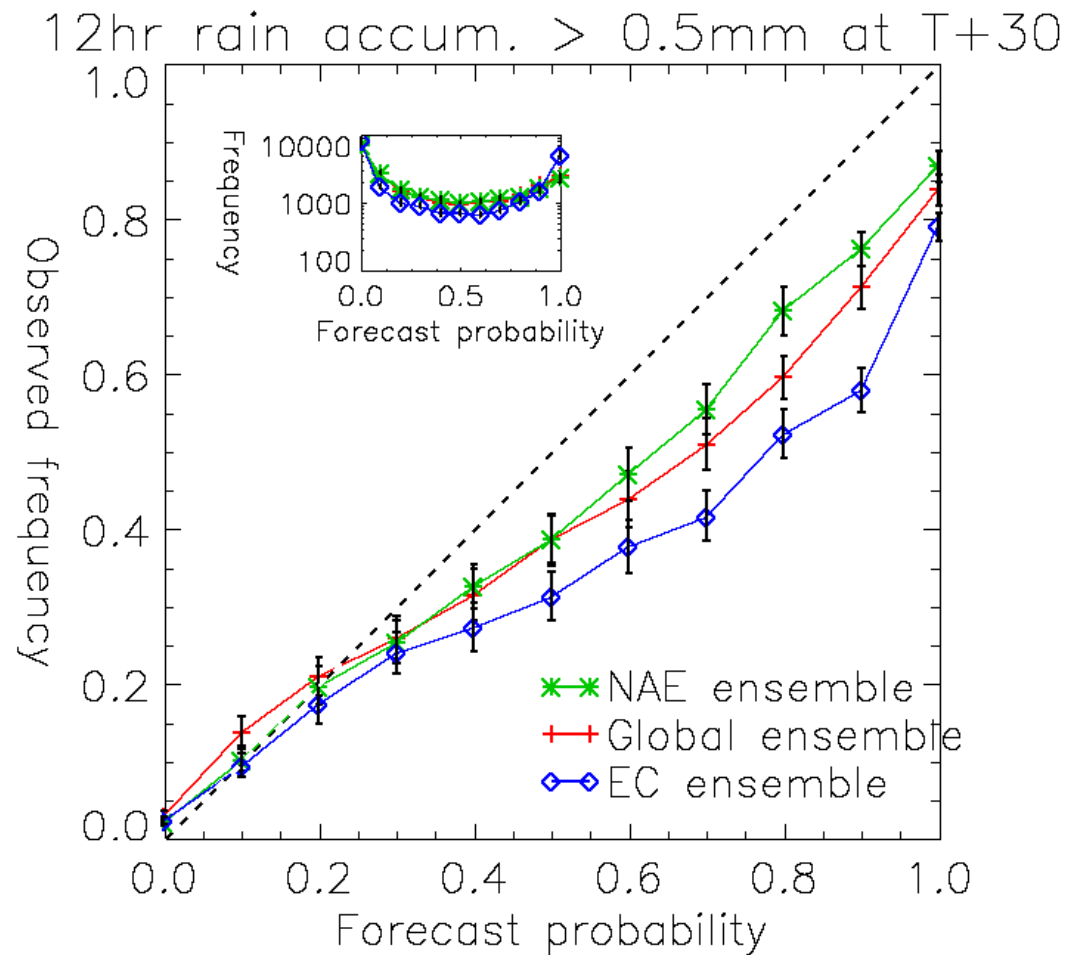 12hr rain accum. > 0.5mm at T+30
1.0
0.8
0.6
0.4
0.2
0.0
Observed frequency
10000
1000
100
Frequency
0.0 0.5 1.0
Forecast probability
NAE ensemble
Global ensemble
EC ensemble
0.0 0.2 0.4 0.6 0.8 1.0
Forecast probability